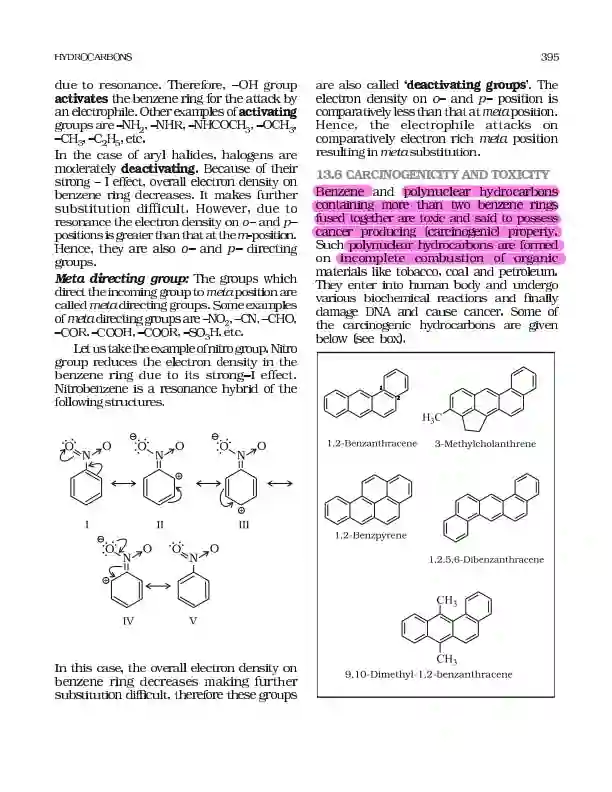 HYDROCARBONS
395
due to resonance. Therefore, –OH group
activates the benzene ring for the attack by
an electrophile. Other examples of activating
groups are –NH2, –NHR, –NHCOCH3, –OCH3,
–CH3, –C2H5, etc.
In the case of aryl halides, halogens are
moderately deactivating. Because of their
strong – I effect, overall electron density on
benzene ring decreases. It makes further
substitution difficult. However, due to
resonance the electron density on o– and p–
positions is greater than that at the m-position.
Hence, they are also o– and p– directing
groups.
Meta directing group: The groups which
direct the incoming group to meta position are
called meta directing groups. Some examples
of meta directing groups are –NO2, –CN, –CHO,
–COR, –COOH, –COOR, –SO3H, etc.
Let us take the example of nitro group. Nitro
group reduces the electron density in the
benzene ring due to its strong–I effect.
Nitrobenzene is a resonance hybrid of the
following structures.
O O O O O O
N N N
I II III
O O O O
N N
IV V
In this case, the overall electron density on
benzene ring decreases making further
substitution difficult, therefore these groups
are also called ‘deactivating groups’. The
electron density on o– and p– position is
comparatively less than that at meta position.
Hence, the electrophile attacks on
comparatively electron rich meta position
resulting in meta substitution.
13.6 CARCINOGENICITY AND TOXICITY
Benzene and polynuclear hydrocarbons
containing more than two benzene rings
fused together are toxic and said to possess
cancer producing (carcinogenic) property.
Such polynuclear hydrocarbons are formed
on incomplete combustion of organic
materials like tobacco, coal and petroleum.
They enter into human body and undergo
various biochemical reactions and finally
damage DNA and cause cancer. Some of
the carcinogenic hydrocarbons are given
below (see box).
1
2
H3C
1,2-Benzanthracene 3-Methylcholanthrene
1,2-Benzpyrene
1,2,5,6-Dibenzanthracene
CH3
CH3
9,10-Dimethyl-1,2-benzanthracene